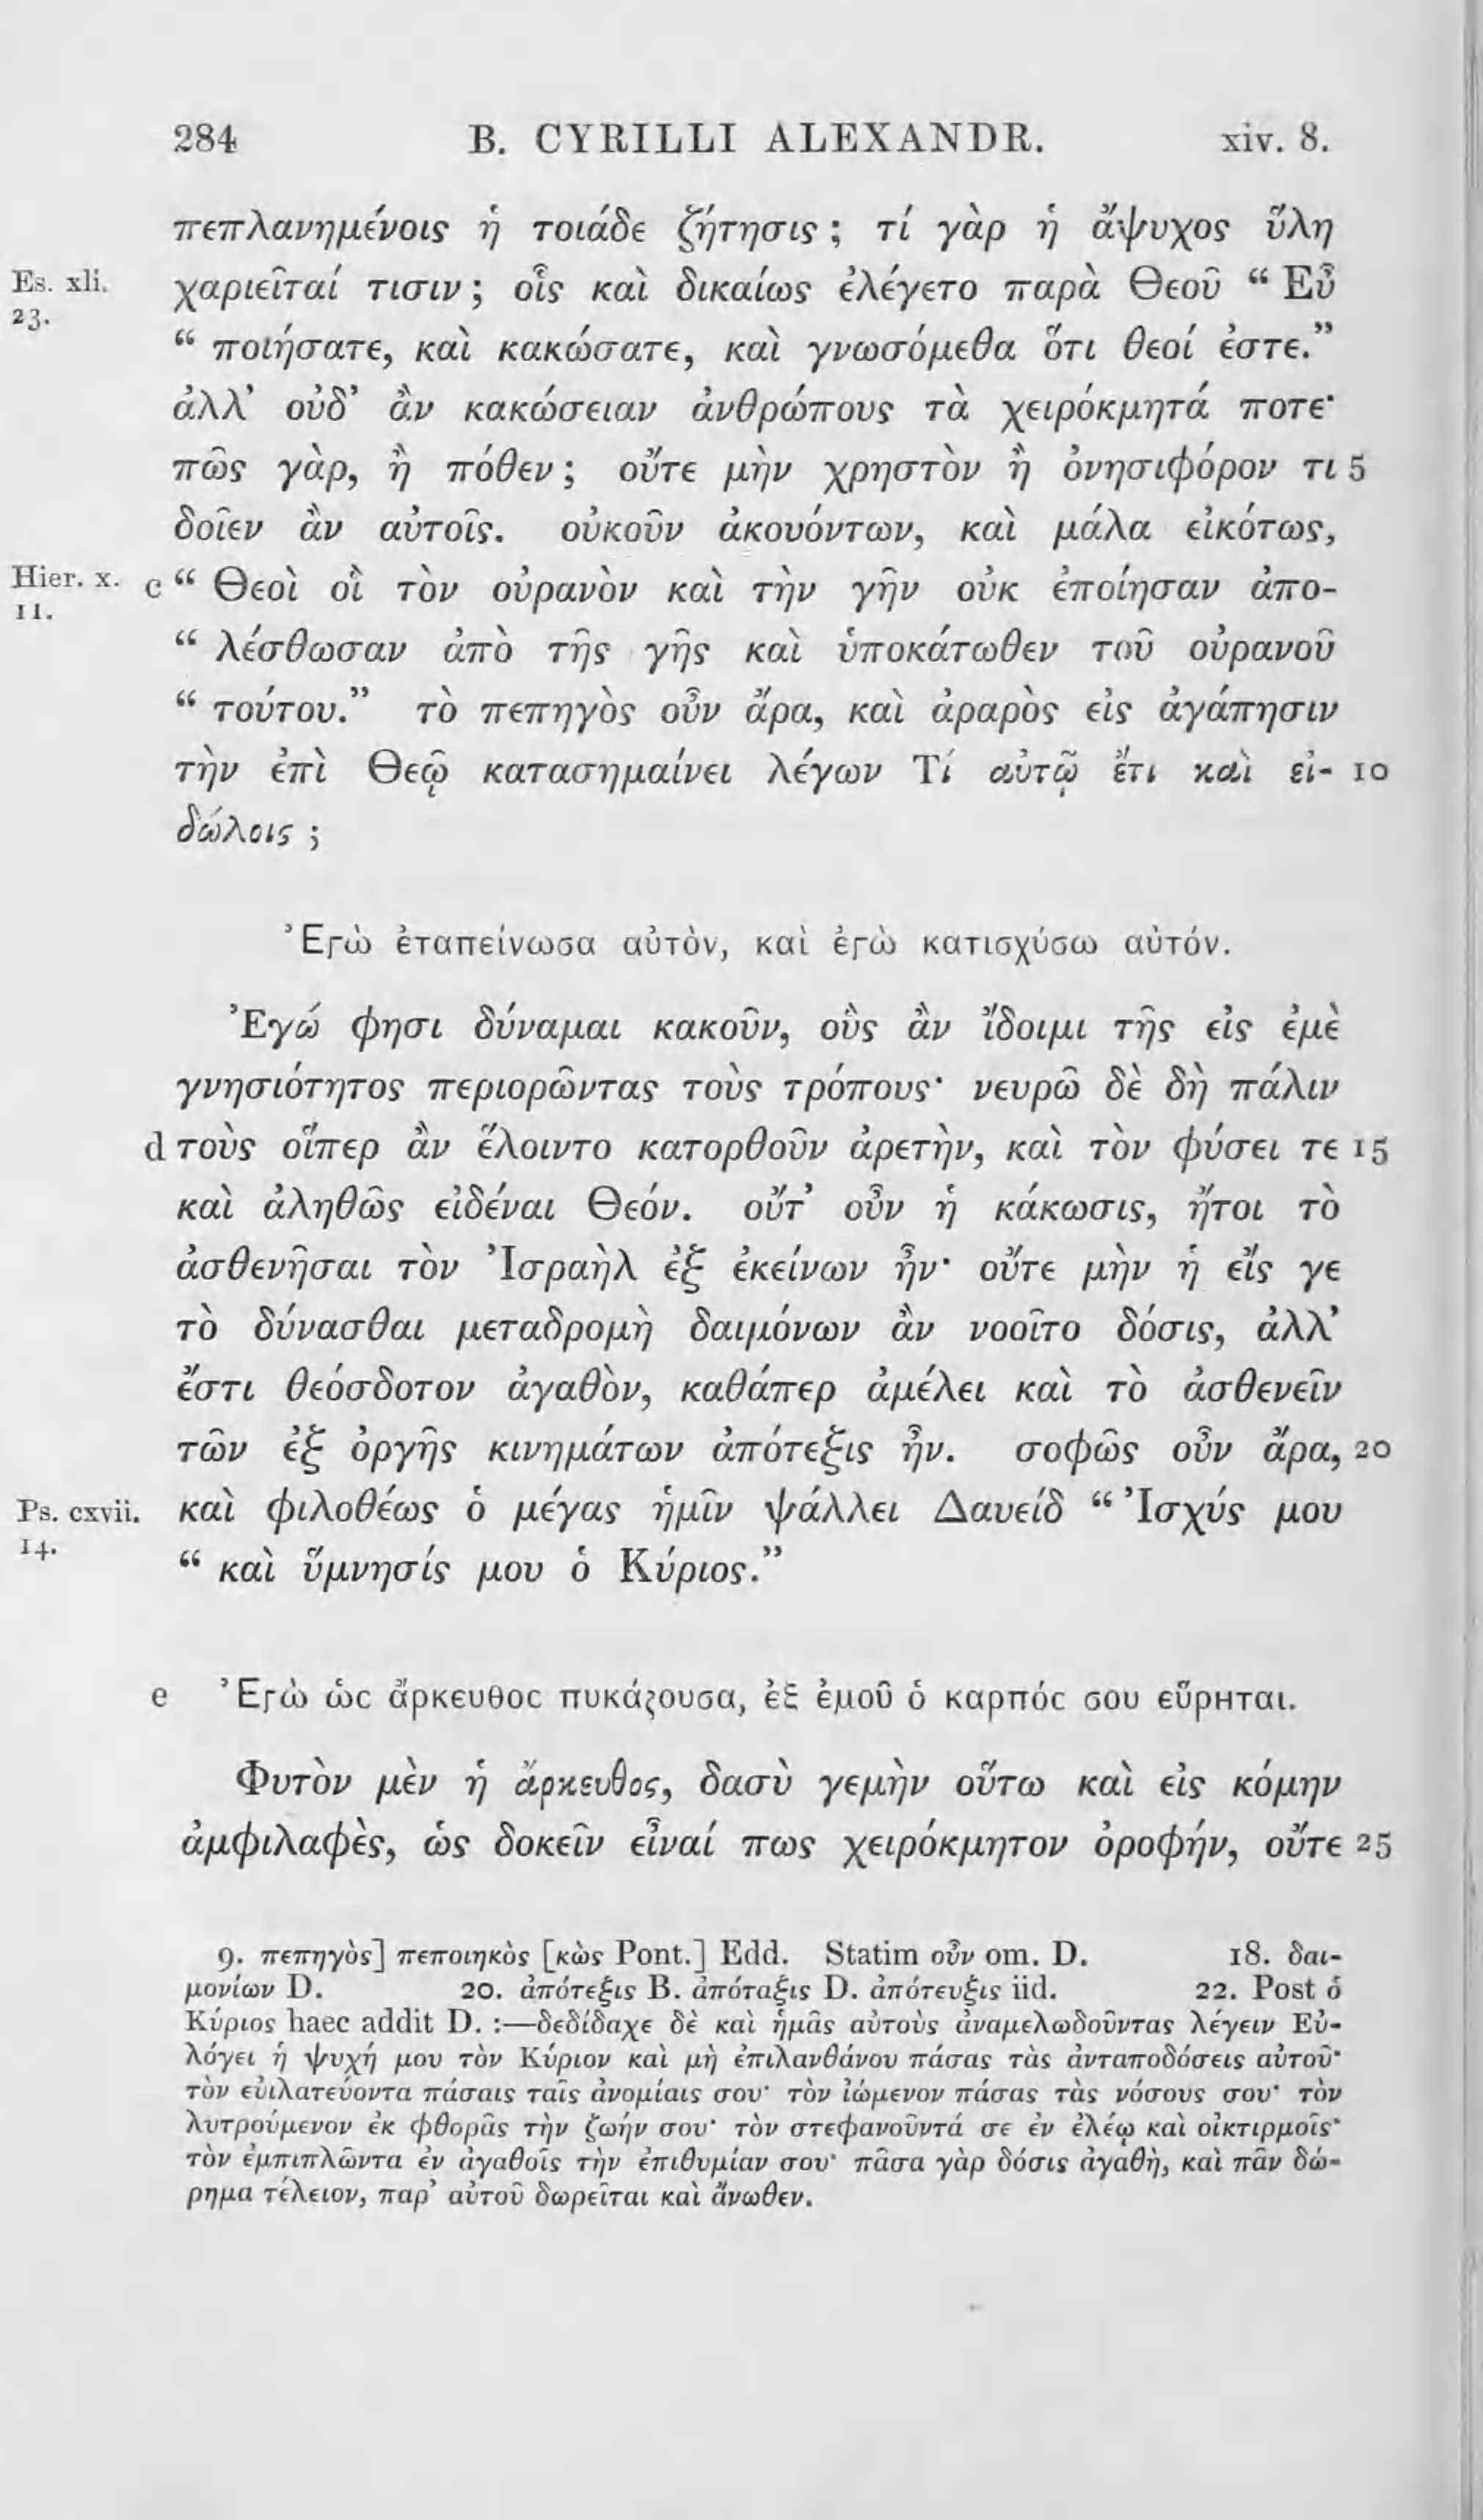 284 B. CYRILLI ALEXANDR. xiv. 8.
πεπλανημένοις ἡ τοιάδε ζήτησις ; τί γὰρ ἡ ἄψυχος ὕλη
Es. xli. χαριεῖταί τισιν ; οἷς καὶ δικαίως ἐλέγετο παρὰ Θεοῦ “ Εὖ
23. “ ποιήσατε, καὶ κακώσατε, καὶ γνωσόμεθα ὅτι θεοί ἐστε.”
ἀλλ’ οὐδ’ ἂν κακώσειαν ἀνθρώπους τὰ χειρόκμητά ποτε·
πῶς γὰρ, ἢ πόθεν ; οὔτε μὴν χρηστὸν ἢ ὀνησιφόρον τι 5
δοῖεν ἂν αὐτοῖς. οὐκοῦν ἀκουόντων, καὶ μάλα εἰκότως,
Hier. x. c “ Θεοὶ οἳ τὸν οὐρανὸν καὶ τὴν γῆν οὐκ ἐποίησαν ἀπο-
11. “ λέσθωσαν ἀπὸ τῆς γῆς καὶ ὑποκάτωθεν τοῦ οὐρανοῦ
“ τούτου.” τὸ πεπηγὸς οὖν ἄρα, καὶ ἀραρὸς εἰς ἀγάπησιν
τὴν ἐπὶ Θεῷ κατασημαίνει λέγων Τί αὐτῷ ἔτι καὶ εἰ- 10
δώλοις ;
Ἐγὼ ἐταπείνωσα αὐτὸν, καὶ ἐγὼ κατισχύσω αὐτόν.
Ἐγώ φησι δύναμαι κακοῦν, οὓς ἂν ἴδοιμι τῆς εἰς ἐμὲ
γνησιότητος περιορῶντας τοὺς τρόπους· νευρῶ δὲ δὴ πάλιν
d τοὺς οἵπερ ἂν ἕλοιντο κατορθοῦν ἀρετὴν, καὶ τὸν φύσει τε 15
καὶ ἀληθῶς εἰδέναι Θεόν. οὔτ’ οὖν ἡ κάκωσις, ἤτοι τὸ
ἀσθενῆσαι τὸν Ἰσραὴλ ἐξ ἐκείνων ἦν· οὔτε μὴν ἡ εἴς γε
τὸ δύνασθαι μεταδρομὴ δαιμόνων ἂν νοοῖτο δόσις, ἀλλ’
ἔστι θεόσδοτον ἀγαθὸν, καθάπερ ἀμέλει καὶ τὸ ἀσθενεῖν
τῶν ἐξ ὀργῆς κινημάτων ἀπότεξις ἦν. σοφῶς οὖν ἄρα, 20
Ps. cxvii. καὶ φιλοθέως ὁ μέγας ἡμῖν ψάλλει Δαυείδ “ Ἰσχύς μου
14. “ καὶ ὕμνησίς μου ὁ Κύριος.”
e Ἐγὼ ὡς ἄρκευθος πυκάζουσα, ἐξ ἐμοῦ ὁ καρπός σου εὕρηται.
Φυτὸν μὲν ἡ ἄρκευθος, δασὺ γεμὴν οὕτω καὶ εἰς κόμην
ἀμφιλαφὲς, ὡς δοκεῖν εἶναί πως χειρόκμητον ὀροφήν, οὔτε 25
9. πεπηγὸς] πεποιηκὸς [κὼς Pont.] Edd. Statim οὖν om. D. 18. δαι-
μονίων D. 20. ἀπότεξις B. ἀπόταξις D. ἀπότευξις iid. 22. Post ὁ
Κύριος haec addit D. :—δεδίδαχε δὲ καὶ ἡμᾶς αὐτοὺς ἀναμελωδοῦντας λέγειν Εὐ-
λόγει ἡ ψυχή μου τὸν Κύριον καὶ μὴ ἐπιλανθάνου πάσας τὰς ἀνταποδόσεις αὐτοῦ·
τὸν εὐιλατεύοντα πάσαις ταῖς ἀνομίαις σου· τὸν ἰώμενον πάσας τὰς νόσους σου· τὸν
λυτρούμενον ἐκ φθορᾶς τὴν ζωήν σου· τὸν στεφανοῦντά σε ἐν ἐλέῳ καὶ οἰκτιρμοῖς·
τὸν ἐμπιπλῶντα ἐν ἀγαθοῖς τὴν ἐπιθυμίαν σου· πᾶσα γὰρ δόσις ἀγαθὴ, καὶ πᾶν δώ-
ρημα τέλειον, παρ’ αὐτοῦ δωρεῖται καὶ ἄνωθεν.